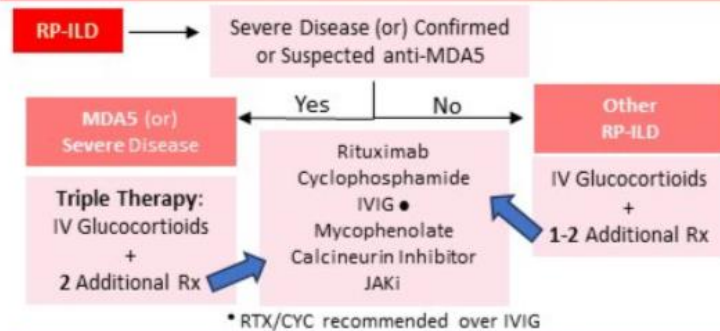 RP-ILD
Severe Disease (or) Confirmed
or Suspected anti-MDA5
Yes
No
MDA5 (or)
Severe Disease
Other
RP-ILD
Triple Therapy:
IV Glucocortioids
+
2 Additional Rx
Rituximab
Cyclophosphamide
IVIG •
Mycophenolate
Calcineurin Inhibitor
JAKi
IV Glucocortioids
+
1-2 Additional Rx
• RTX/CYC recommended over IVIG